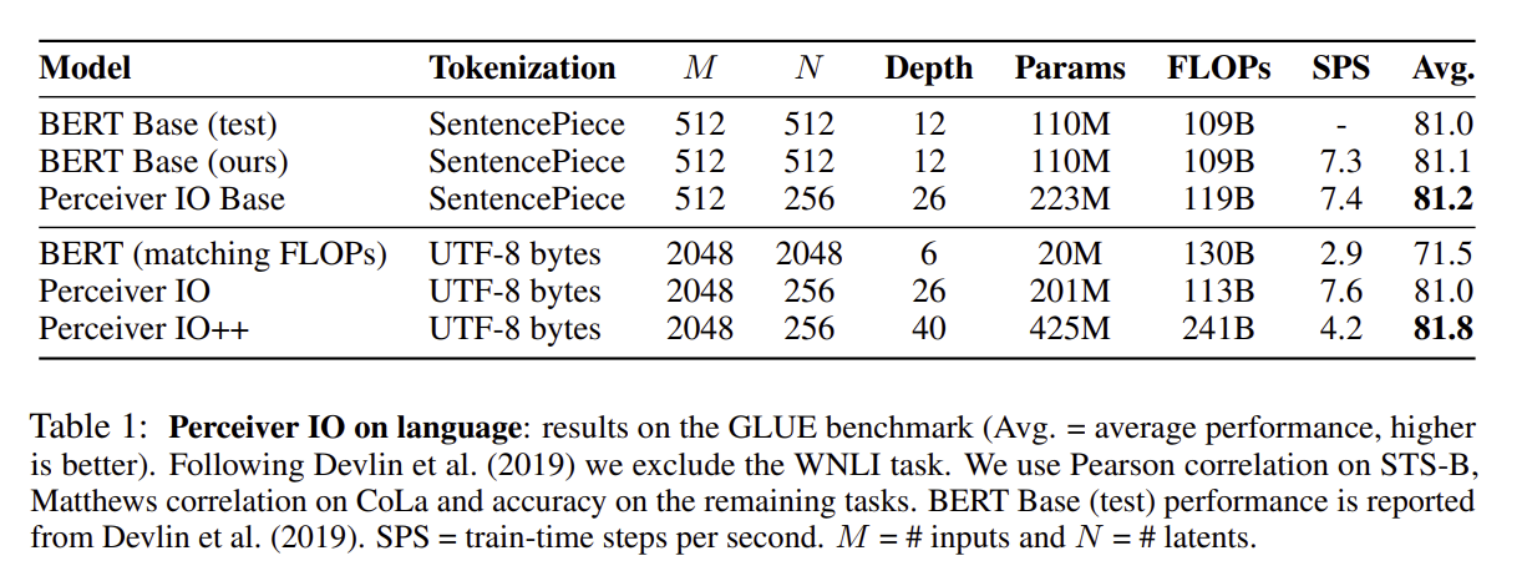 Model Tokenization M N Depth Params FLOPs SPS Avg.
BERT Base (test) SentencePiece 512 512 12 110M 109B - 81.0
BERT Base (ours) SentencePiece 512 512 12 110M 109B 7.3 81.1
Perceiver IO Base SentencePiece 512 256 26 223M 119B 7.4 81.2
BERT (matching FLOPs) UTF-8 bytes 2048 2048 6 20M 130B 2.9 71.5
Perceiver IO UTF-8 bytes 2048 256 26 201M 113B 7.6 81.0
Perceiver IO++ UTF-8 bytes 2048 256 40 425M 241B 4.2 81.8
Table 1: Perceiver IO on language: results on the GLUE benchmark (Avg. = average performance, higher
is better). Following Devlin et al. (2019) we exclude the WNLI task. We use Pearson correlation on STS-B,
Matthews correlation on CoLa and accuracy on the remaining tasks. BERT Base (test) performance is reported
from Devlin et al. (2019). SPS = train-time steps per second. M = # inputs and N = # latents.